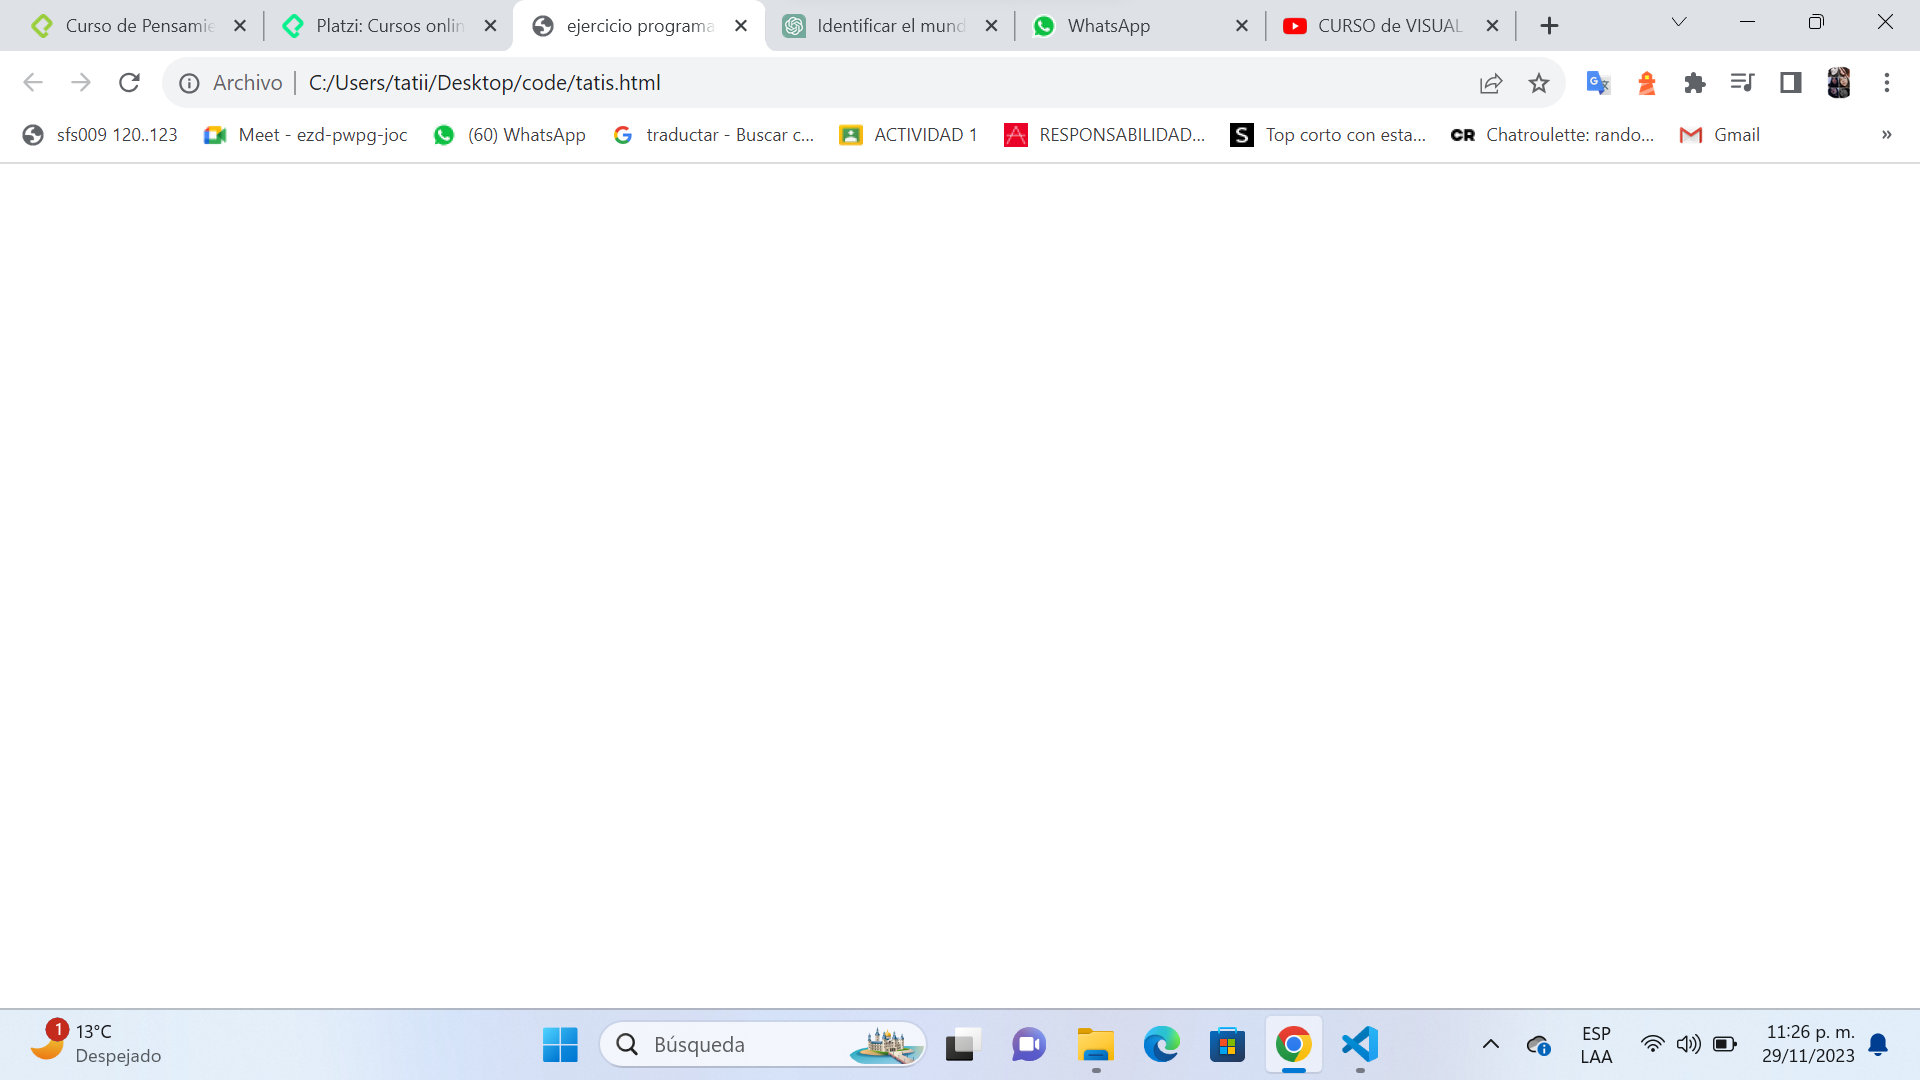 Curso de Pensamie
Platzi: Cursos onlin
ejercicio programa
Identificar el mund
WhatsApp
CURSO de VISUAL
Archivo
C:/Users/tatii/Desktop/code/tatis.html
sfs009 120..123
Meet - ezd-pwpg-joc
(60) WhatsApp
traductar - Buscar c...
ACTIVIDAD 1
RESPONSABILIDAD...
S
Top corto con esta...
CR
Chatroulette: rando...
Gmail
»
1
13°C
Despejado
Búsqueda
ESP
LAA
11:26 p. m.
29/11/2023